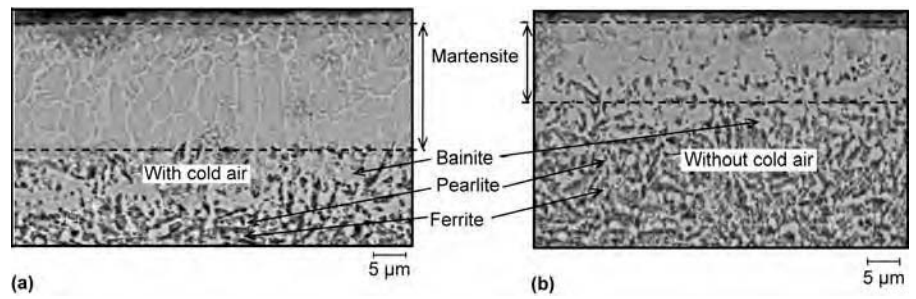 Martensite
With cold air
Bainite
Pearlite
Ferrite
Without cold air
5 µm
5 µm
(a)
(b)